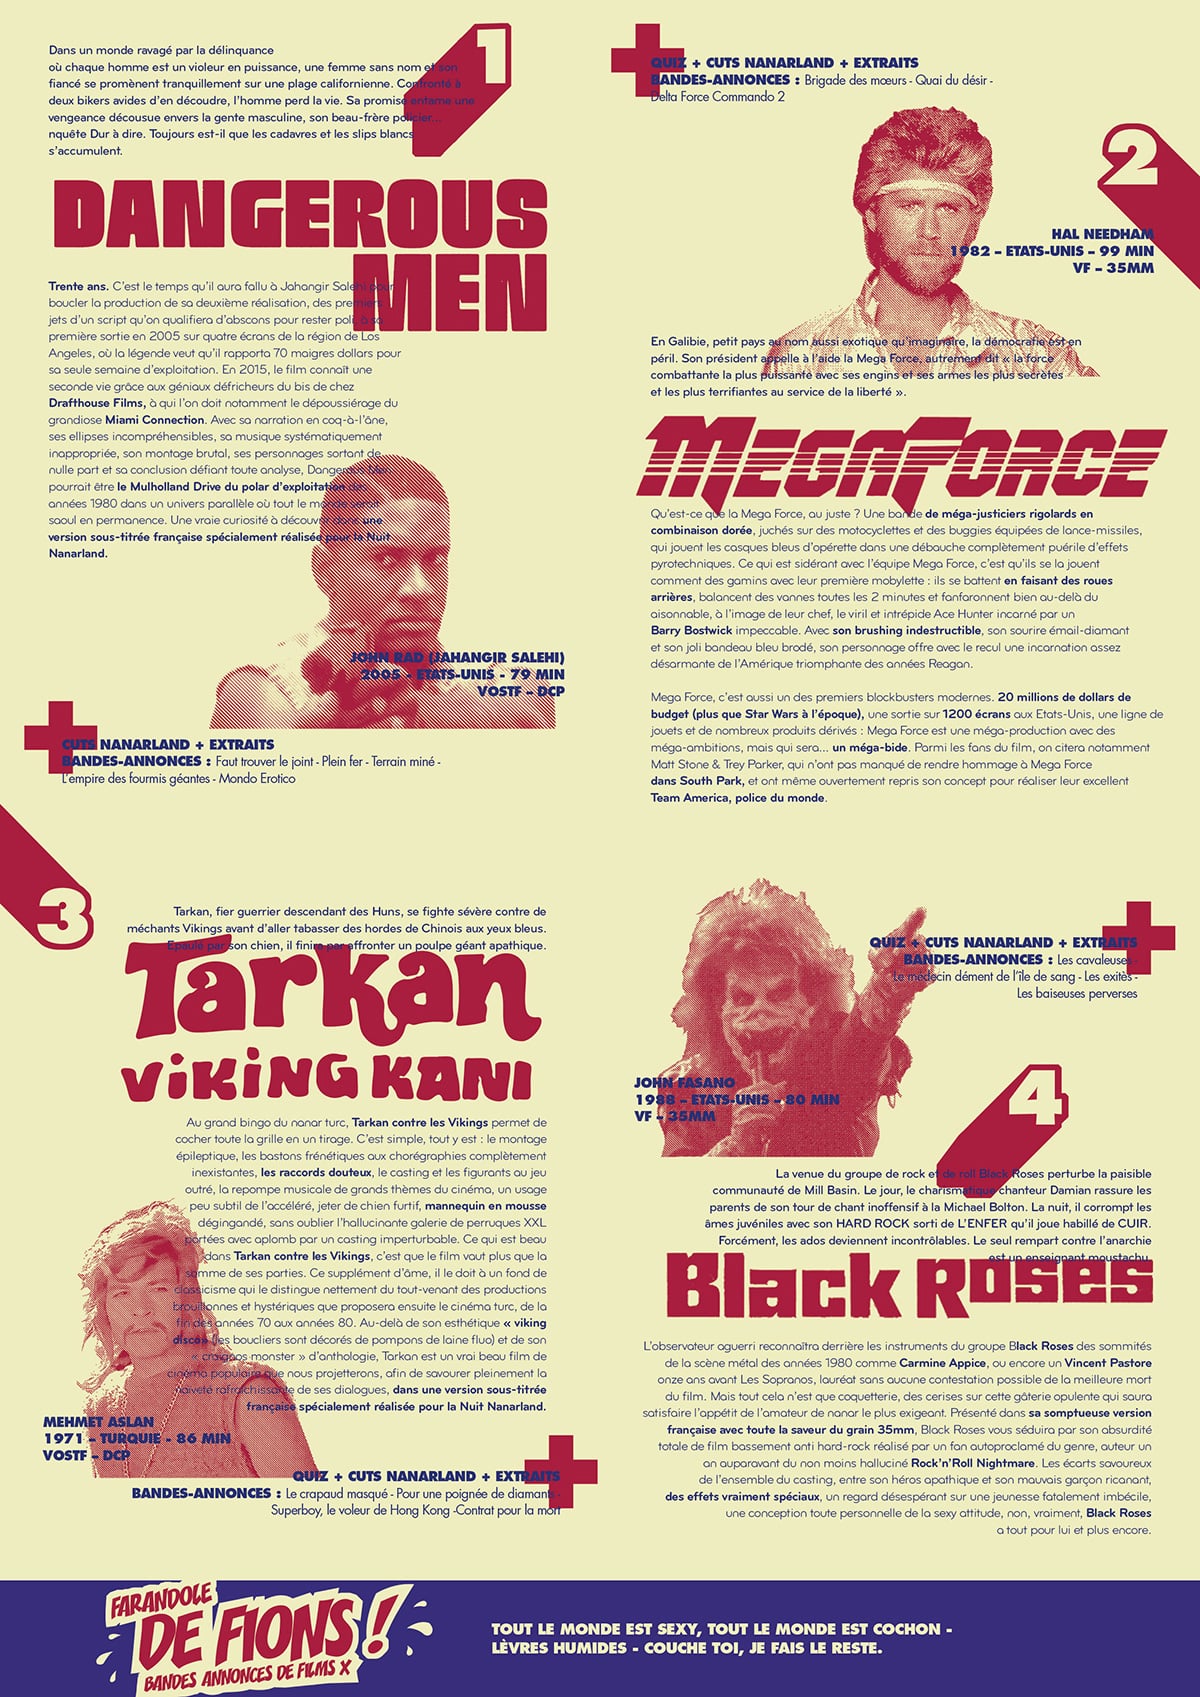 1
Dans un monde ravagé par la délinquance
où chaque homme est un violeur en puissance, une femme sans nom et son
fiancé se promènent tranquillement sur une plage californienne. Confronté à
deux bikers avides d’en découdre, l’homme perd la vie. Sa promise entame une
vengeance décousue envers la gente masculine, son beau-frère policier...
nquête Dur à dire. Toujours est-il que les cadavres et les slips blancs
s’accumulent.
DANGEROUS
MEN
Trente ans. C’est le temps qu’il aura fallu à Jahangir Salehi pour
boucler la production de sa deuxième réalisation, des premiers
jets d’un script qu’on qualifiera d’abscons pour rester poli, à sa
première sortie en 2005 sur quatre écrans de la région de Los
Angeles, où la légende veut qu’il rapporta 70 maigres dollars pour
sa seule semaine d’exploitation. En 2015, le film connaît une
seconde vie grâce aux géniaux défricheurs du bis de chez
Drafthouse Films, à qui l’on doit notamment le dépoussiérage du
grandiose Miami Connection. Avec sa narration en coq-à-l’âne,
ses ellipses incompréhensibles, sa musique systématiquement
inappropriée, son montage brutal, ses personnages sortant de
nulle part et sa conclusion défiant toute analyse, Dangerous Men
pourrait être le Mulholland Drive du polar d’exploitation des
années 1980 dans un univers parallèle où tout le monde serait
saoul en permanence. Une vraie curiosité à découvrir dans une
version sous-titrée française spécialement réalisée pour la Nuit
Nanarland.
JOHN RAD (JAHANGIR SALEHI)
2005 - ETATS-UNIS - 79 MIN
VOSTF – DCP
CUTS NANARLAND + EXTRAITS
BANDES-ANNONCES : Faut trouver le joint - Plein fer - Terrain miné -
L’empire des fourmis géantes - Mondo Erotico
QUIZ + CUTS NANARLAND + EXTRAITS
BANDES-ANNONCES : Brigade des mœurs - Quai du désir -
Delta Force Commando 2
2
HAL NEEDHAM
1982 – ETATS-UNIS – 99 MIN
VF – 35MM
En Galibie, petit pays au nom aussi exotique qu’imaginaire, la démocratie est en
péril. Son président appelle à l’aide la Mega Force, autrement dit « la force
combattante la plus puissante avec ses engins et ses armes les plus secrètes
et les plus terrifiantes au service de la liberté ».
MEGAFORCE
Qu’est-ce que la Mega Force, au juste ? Une bande de méga-justiciers rigolards en
combinaison dorée, juchés sur des motocyclettes et des buggies équipées de lance-missiles,
qui jouent les casques bleus d’opérette dans une débauche complètement puérile d’effets
pyrotechniques. Ce qui est sidérant avec l’équipe Mega Force, c’est qu’ils se la jouent
comment des gamins avec leur première mobylette : ils se battent en faisant des roues
arrières, balancent des vannes toutes les 2 minutes et fanfaronnent bien au-delà du
aisonnable, à l’image de leur chef, le viril et intrépide Ace Hunter incarné par un
Barry Bostwick impeccable. Avec son brushing indestructible, son sourire émail-diamant
et son joli bandeau bleu brodé, son personnage offre avec le recul une incarnation assez
désarmante de l’Amérique triomphante des années Reagan.
Mega Force, c’est aussi un des premiers blockbusters modernes. 20 millions de dollars de
budget (plus que Star Wars à l’époque), une sortie sur 1200 écrans aux Etats-Unis, une ligne de
jouets et de nombreux produits dérivés : Mega Force est une méga-production avec des
méga-ambitions, mais qui sera... un méga-bide. Parmi les fans du film, on citera notamment
Matt Stone & Trey Parker, qui n’ont pas manqué de rendre hommage à Mega Force
dans South Park, et ont même ouvertement repris son concept pour réaliser leur excellent
Team America, police du monde.
3
Tarkan, fier guerrier descendant des Huns, se fighte sévère contre de
méchants Vikings avant d’aller tabasser des hordes de Chinois aux yeux bleus.
Epaulé par son chien, il finira par affronter un poulpe géant apathique.
Tarkan
VIKING KANI
Au grand bingo du nanar turc, Tarkan contre les Vikings permet de
cocher toute la grille en un tirage. C’est simple, tout y est : le montage
épileptique, les bastons frénétiques aux chorégraphies complètement
inexistantes, les raccords douteux, le casting et les figurants au jeu
outré, la repompe musicale de grands thèmes du cinéma, un usage
peu subtil de l’accéléré, jeter de chien furtif, mannequin en mousse
dégingandé, sans oublier l’hallucinante galerie de perruques XXL
portées avec aplomb par un casting imperturbable. Ce qui est beau
dans Tarkan contre les Vikings, c’est que le film vaut plus que la
somme de ses parties. Ce supplément d’âme, il le doit à un fond de
classicisme qui le distingue nettement du tout-venant des productions
brouillonnes et hystériques que proposera ensuite le cinéma turc, de la
fin des années 70 aux années 80. Au-delà de son esthétique « viking
disco» (les boucliers sont décorés de pompons de laine fluo) et de son
« craignos monster » d’anthologie, Tarkan est un vrai beau film de
cinéma populaire que nous projetterons, afin de savourer pleinement la
naïveté rafraîchissante de ses dialogues, dans une version sous-titrée
française spécialement réalisée pour la Nuit Nanarland.
MEHMET ASLAN
1971 – TURQUIE - 86 MIN
VOSTF – DCP
QUIZ + CUTS NANARLAND + EXTRAITS
BANDES-ANNONCES : Le crapaud masqué - Pour une poignée de diamants -
Superboy, le voleur de Hong Kong -Contrat pour la mort
QUIZ + CUTS NANARLAND + EXTRAITS
BANDES-ANNONCES : Les cavaleuses -
Le médecin dément de l’île de sang - Les exitès -
Les baiseuses perverses
JOHN FASANO
1988 – ETATS-UNIS – 80 MIN
VF – 35MM
4
La venue du groupe de rock et de roll Black Roses perturbe la paisible
communauté de Mill Basin. Le jour, le charismatique chanteur Damian rassure les
parents de son tour de chant inoffensif à la Michael Bolton. La nuit, il corrompt les
âmes juvéniles avec son HARD ROCK sorti de L’ENFER qu’il joue habillé de CUIR.
Forcément, les ados deviennent incontrôlables. Le seul rempart contre l’anarchie
est un enseignant moustachu.
Black Roses
L’observateur aguerri reconnaîtra derrière les instruments du groupe Black Roses des sommités
de la scène métal des années 1980 comme Carmine Appice, ou encore un Vincent Pastore
onze ans avant Les Sopranos, lauréat sans aucune contestation possible de la meilleure mort
du film. Mais tout cela n’est que coquetterie, des cerises sur cette gâterie opulente qui saura
satisfaire l’appétit de l’amateur de nanar le plus exigeant. Présenté dans sa somptueuse version
française avec toute la saveur du grain 35mm, Black Roses vous séduira par son absurdité
totale de film bassement anti hard-rock réalisé par un fan autoproclamé du genre, auteur un
an auparavant du non moins halluciné Rock’n’Roll Nightmare. Les écarts savoureux
de l’ensemble du casting, entre son héros apathique et son mauvais garçon ricanant,
des effets vraiment spéciaux, un regard désespérant sur une jeunesse fatalement imbécile,
une conception toute personnelle de la sexy attitude, non, vraiment, Black Roses
a tout pour lui et plus encore.
FARANDOLE
DE FIONS !
BANDES ANNONCES DE FILMS X
TOUT LE MONDE EST SEXY, TOUT LE MONDE EST COCHON -
LÈVRES HUMIDES - COUCHE TOI, JE FAIS LE RESTE.